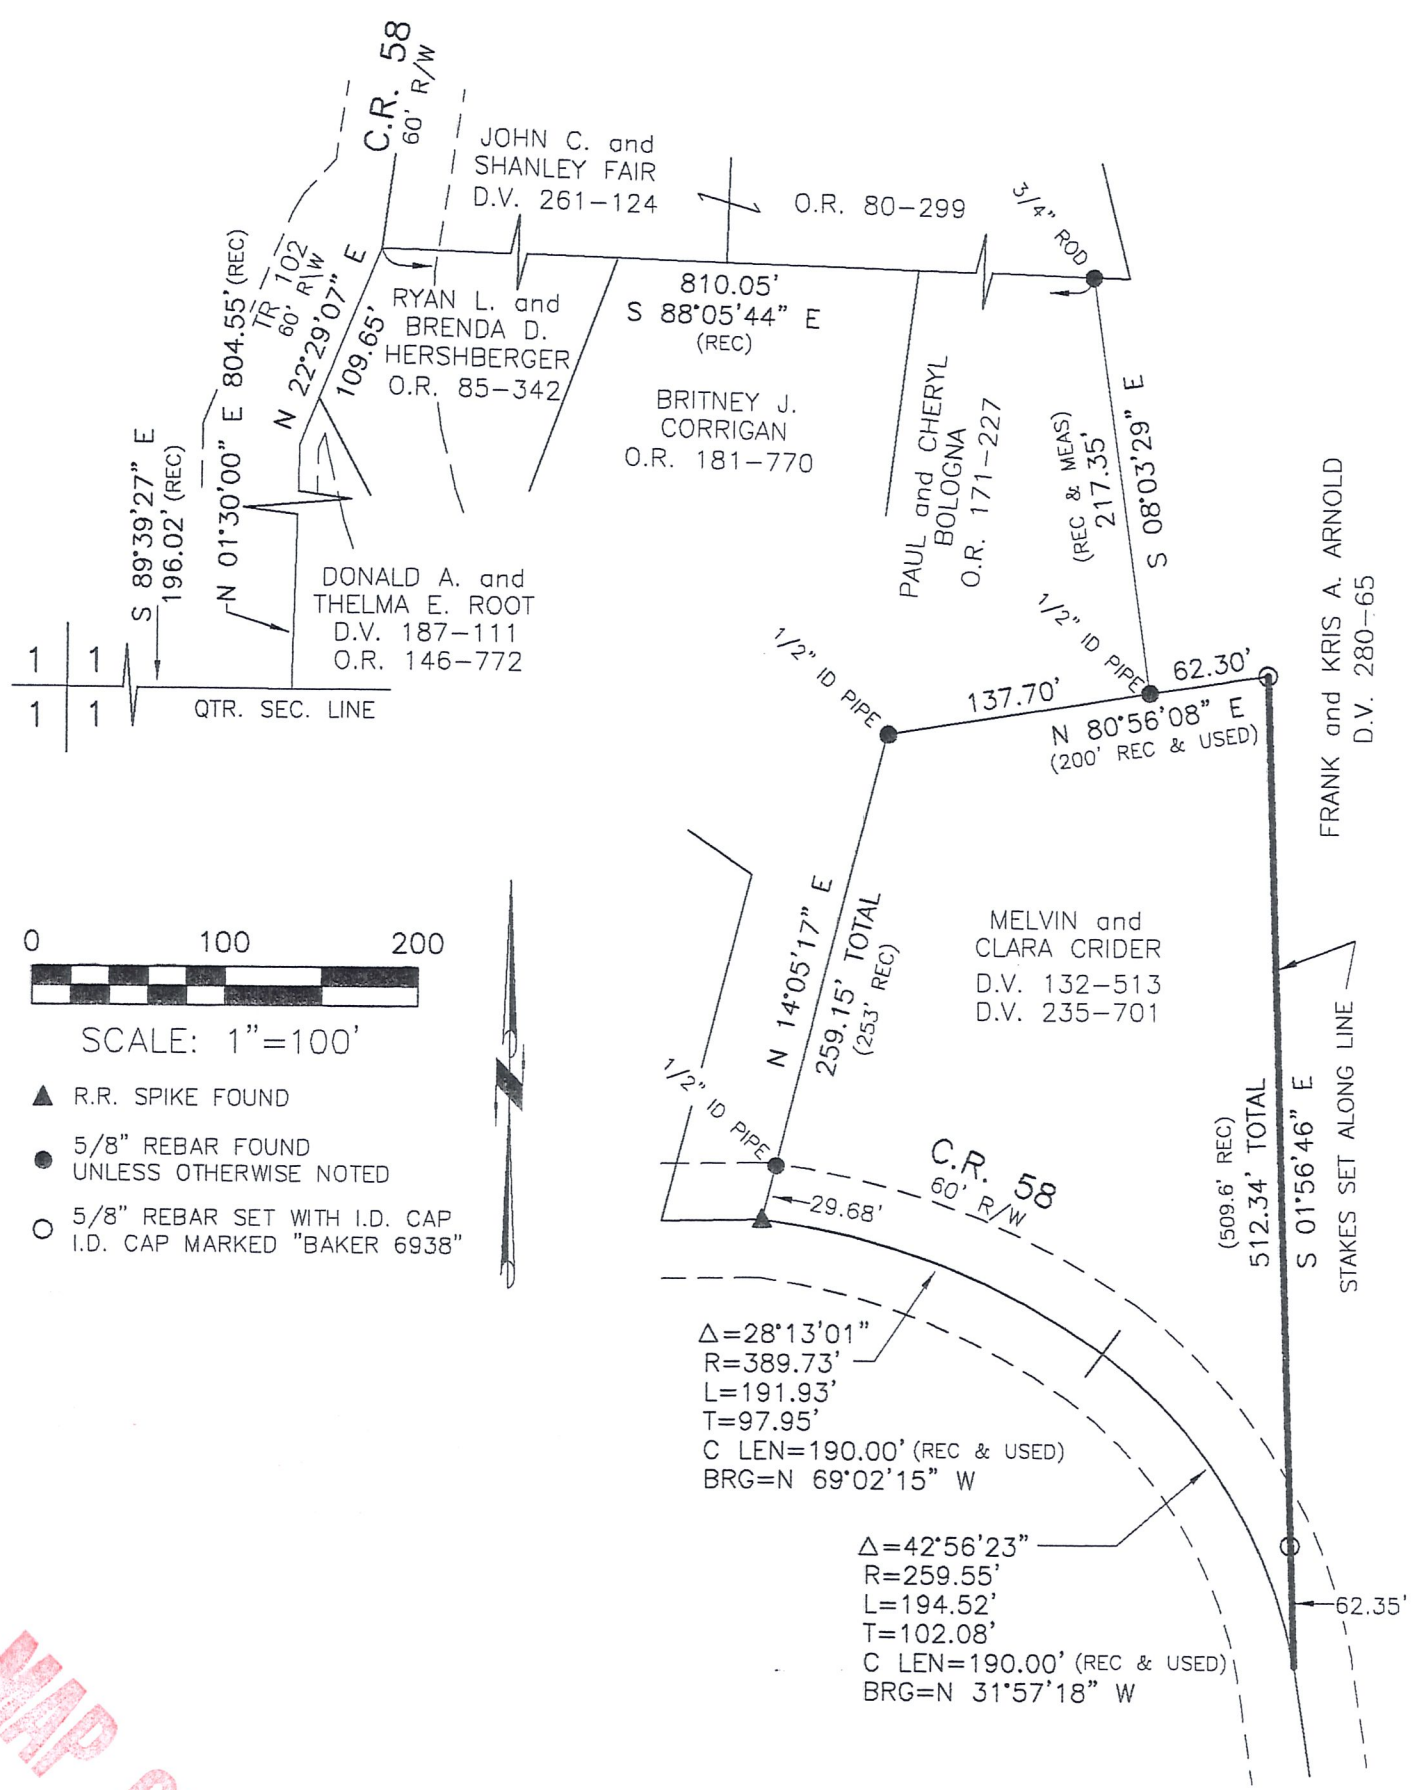 C.R. 58
60' R/W
JOHN C. and
SHANLEY FAIR
D.V. 261-124
O.R. 80-299
3/4" ROD
TR 102
60' R\W
N 22°29'07" E
109.65'
RYAN L. and
BRENDA D.
HERSHBERGER
O.R. 85-342
810.05'
S 88°05'44" E
(REC)
BRITNEY J.
CORRIGAN
O.R. 181-770
PAUL and CHERYL
BOLOGNA
O.R. 171-227
(REC & MEAS)
217.35'
S 08°03'29" E
S 89°39'27" E
196.02' (REC)
N 01°30'00" E 804.55' (REC)
DONALD A. and
THELMA E. ROOT
D.V. 187-111
O.R. 146-772
1 1
1 1
QTR. SEC. LINE
1/2" ID PIPE
1/2" ID PIPE
137.70'
62.30'
N 80°56'08" E
(200' REC & USED)
FRANK and KRIS A. ARNOLD
D.V. 280-65
0 100 200
SCALE: 1"=100'
R.R. SPIKE FOUND
5/8" REBAR FOUND
UNLESS OTHERWISE NOTED
5/8" REBAR SET WITH I.D. CAP
I.D. CAP MARKED "BAKER 6938"
N 14°05'17" E
259.15' TOTAL
(253' REC)
MELVIN and
CLARA CRIDER
D.V. 132-513
D.V. 235-701
1/2" ID PIPE
29.68'
C.R. 58
60' R/W
(509.6' REC)
512.34' TOTAL
S 01°56'46" E
STAKES SET ALONG LINE
Δ=28°13'01"
R=389.73'
L=191.93'
T=97.95'
C LEN=190.00' (REC & USED)
BRG=N 69°02'15" W
Δ=42°56'23"
R=259.55'
L=194.52'
T=102.08'
C LEN=190.00' (REC & USED)
BRG=N 31°57'18" W
62.35'
MAP